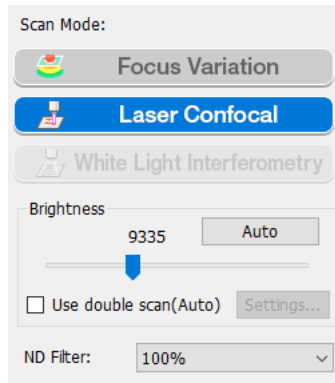 Scan Mode:
Focus Variation
Laser Confocal
White Light Interferometry
Brightness
9335
Auto
Use double scan(Auto)
Settings...
ND Filter:
100%